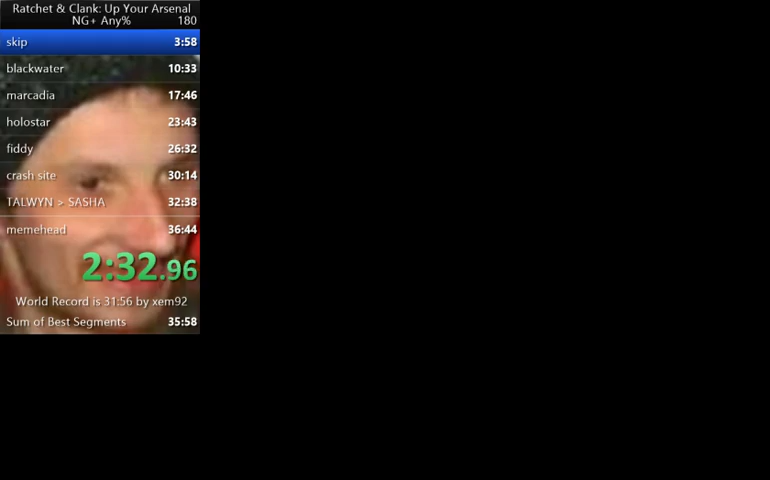 Ratchet & Clank: Up Your Arsenal
NG+ Any% 180
skip 3:58
blackwater 10:33
marcadia 17:46
holostar 23:43
fiddy 26:32
crash site 30:14
TALWYN > SASHA 32:38
memehead 36:44
2:32.96
World Record is 31:56 by xem92
Sum of Best Segments 35:58